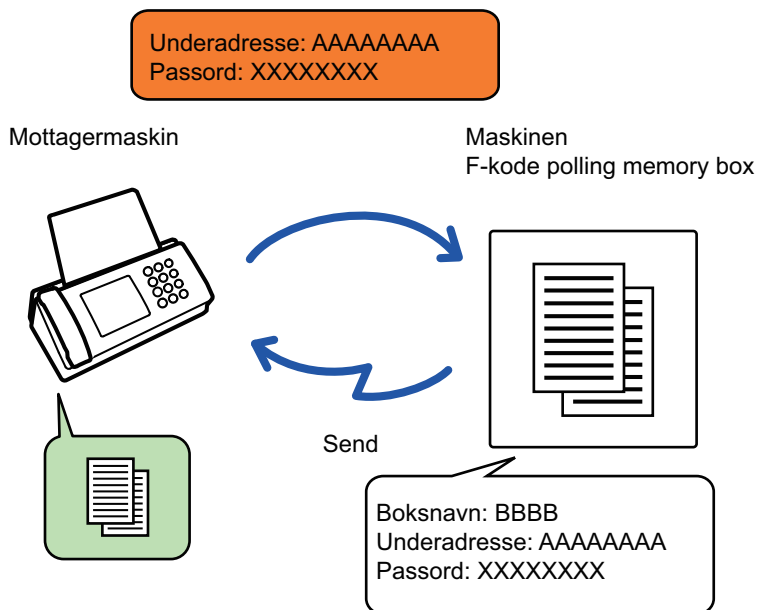 Underadresse: AAAAAAAA
Passord: XXXXXXXX
Mottagermaskin
Maskinen
F-kode polling memory box
Send
Boksnavn: BBBB
Underadresse: AAAAAAAA
Passord: XXXXXXXX